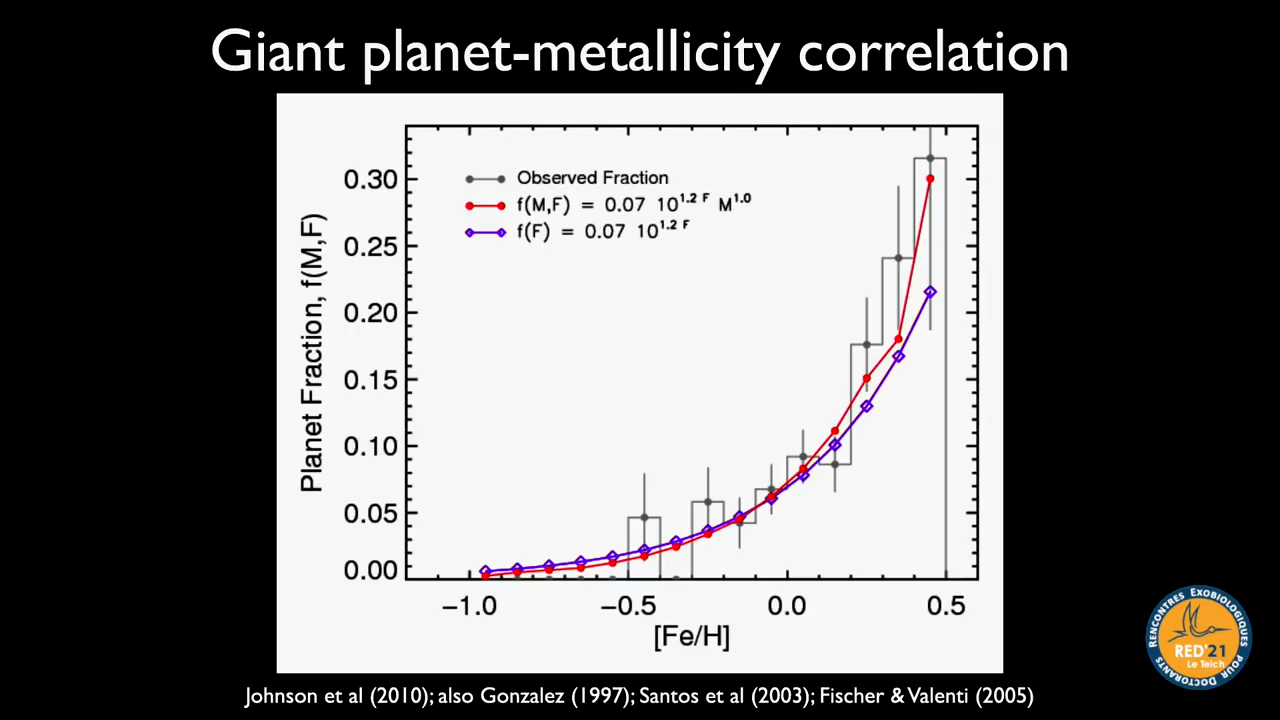 Giant planet-metallicity correlation
Observed Fraction
f(M,F) = 0.07 10^1.2 F M^1.0
f(F) = 0.07 10^1.2 F
Planet Fraction, f(M,F)
0.30
0.25
0.20
0.15
0.10
0.05
0.00
−1.0 −0.5 0.0 0.5
[Fe/H]
RENCONTRES EXOBIOLOGIQUES POUR DOCTORANTS
RED'21
Le Teich
Johnson et al (2010); also Gonzalez (1997); Santos et al (2003); Fischer & Valenti (2005)